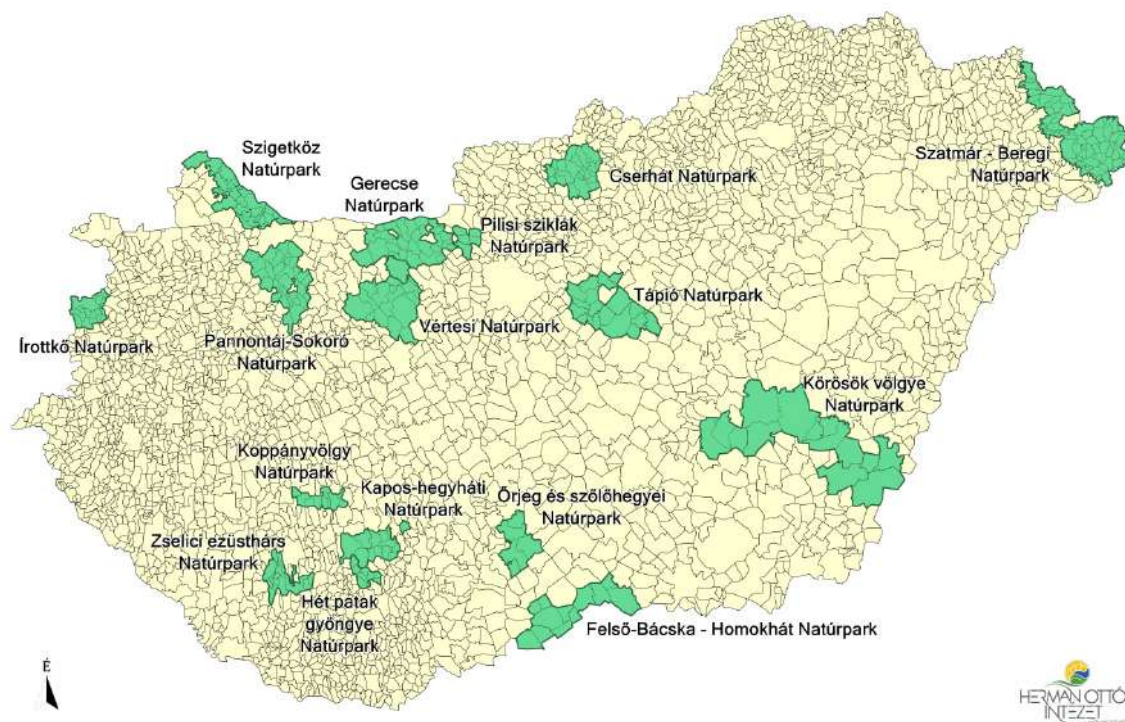 Szigetköz
Natúrpark
Gerecse
Natúrpark
Pilisi sziklák
Natúrpark
Cserhát Natúrpark
Szatmár - Beregi
Natúrpark
Írottkő Natúrpark
Pannontáj-Sokoró
Natúrpark
Vértesi Natúrpark
Tápió Natúrpark
Körösök völgye
Natúrpark
Koppányvölgy
Natúrpark
Kapos-hegyháti
Natúrpark
Őrjeg és szőlőhegyei
Natúrpark
Zselici ezüsthárs
Natúrpark
Hét patak
gyöngye
Natúrpark
Felső-Bácska - Homokhát Natúrpark
É
HERMAN OTTÓ
INTÉZET